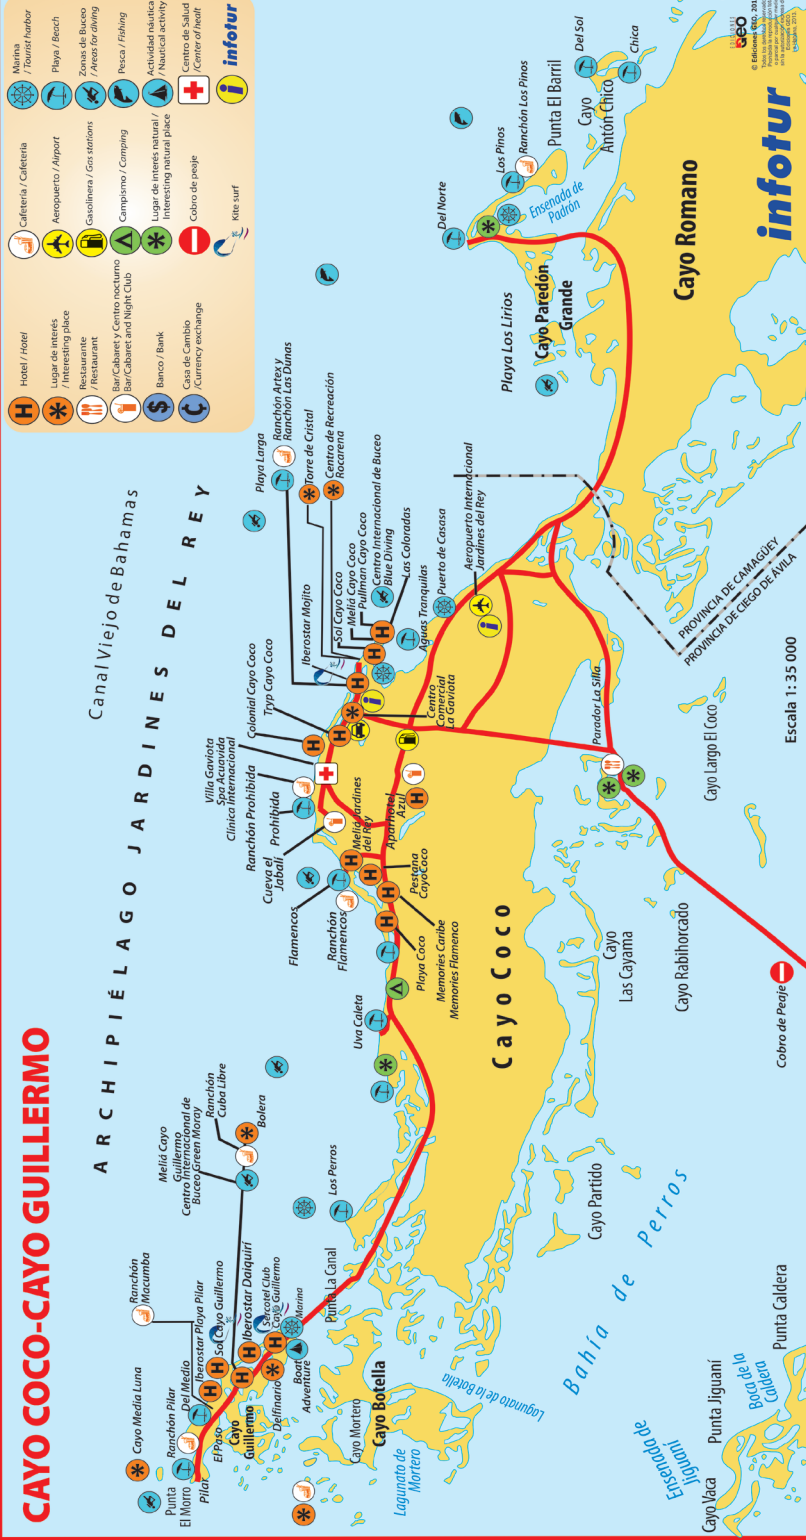 CAYO COCO-CAYO GUILLERMO
Hotel / Hotel
Lugar de interés
/ Interesting place
Restaurante
/ Restaurant
Bar/Cabaret y Centro nocturno
Bar/Cabaret and Night Club
Banco / Bank
Casa de Cambio
/Currency exchange
Cafetería / Cafeteria
Aeropuerto / Airport
Gasolinera / Gas stations
Campismo / Camping
Lugar de interés natural /
Interesting natural place
Cobro de peaje
Kite surf
Marina
/ Tourist harbor
Playa / Beach
Zonas de Buceo
/ Areas for diving
Pesca / Fishing
Actividad náutica
/ Nautical activity
Centro de Salud
/Center of healt
infotur
Canal Viejo de Bahamas
ARCHIPIÉLAGO JARDINES DEL REY
Cayo Media Luna
Punta
El Morro
Ranchón Pilar
Del Medio
Pilar
El Paso
Ranchón
Macumba
Iberostar Playa Pilar
Sol Cayo Guillermo
Cayo
Guillermo
Iberostar Daiquirí
Sercotel Club
Cayo Guillermo
Delfinario
Marina
Boat
Adventure
Meliá Cayo
Guillermo
Centro Internacional de
Buceo Green Moray
Ranchón
Cuba Libre
Bolera
Los Perros
Punta La Canal
Cayo Mortero
Cayo Botella
Lagunato de
Mortero
Lagunato de la Botella
Uva Caleta
Flamencos
Ranchón
Flamencos
Playa Coco
Memories Caribe
Memories Flamenco
Pestana
CayoCoco
Meliá Jardines
del Rey
Aparhotel
Azul
Cueva el
Jabalí
Prohibida
Ranchón Prohibida
Villa Gaviota
Spa Acuavida
Clínica Internacional
Colonial Cayo Coco
Tryp Cayo Coco
Iberostar Mojito
Playa Larga
Ranchón Artex y
Ranchón Las Dunas
Torre de Cristal
Centro de Recreación
Rocarena
Sol Cayo Coco
Meliá Cayo Coco
Pullman Cayo Coco
Centro Internacional de Buceo
Blue Diving
Las Coloradas
Aguas Tranquilas
Puerto de Casasa
Centro
Comercial
La Gaviota
Aeropuerto Internacional
Jardines del Rey
Parador La Silla
Cayo Coco
Cayo
Las Cayama
Cayo Rabihorcado
Cayo Largo El Coco
Cobro de Peaje
Cayo Partido
Bahía de Perros
Ensenada de
Jiguaní
Cayo Vaca
Punta Jiguaní
Boca de la
Caldera
Punta Caldera
PROVINCIA DE CAMAGÜEY
PROVINCIA DE CIEGO DE ÁVILA
Escala 1: 35 000
Del Norte
Los Pinos
Ranchón Los Pinos
Ensenada de
Padrón
Playa Los Lirios
Cayo Paredón
Grande
Punta El Barril
Cayo
Antón Chico
Del Sol
Chica
Cayo Romano
infotur
GEO